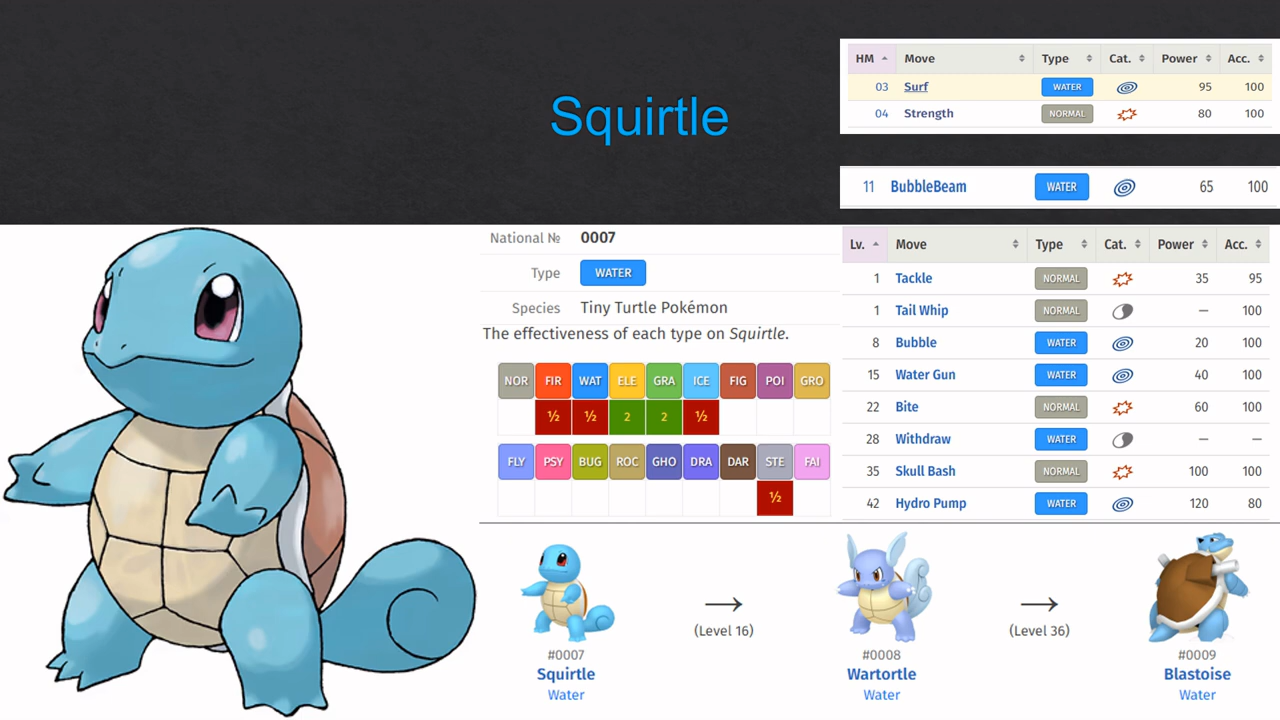 Squirtle
HM Move Type Cat. Power Acc.
03 Surf WATER 95 100
04 Strength NORMAL 80 100
11 BubbleBeam WATER 65 100
National № 0007
Type WATER
Species Tiny Turtle Pokémon
The effectiveness of each type on Squirtle.
NOR FIR WAT ELE GRA ICE FIG POI GRO
½ ½ 2 2 ½
FLY PSY BUG ROC GHO DRA DAR STE FAI
½
Lv. Move Type Cat. Power Acc.
1 Tackle NORMAL 35 95
1 Tail Whip NORMAL — 100
8 Bubble WATER 20 100
15 Water Gun WATER 40 100
22 Bite NORMAL 60 100
28 Withdraw WATER — —
35 Skull Bash NORMAL 100 100
42 Hydro Pump WATER 120 80
→ →
(Level 16) (Level 36)
#0007 #0008 #0009
Squirtle Wartortle Blastoise
Water Water Water